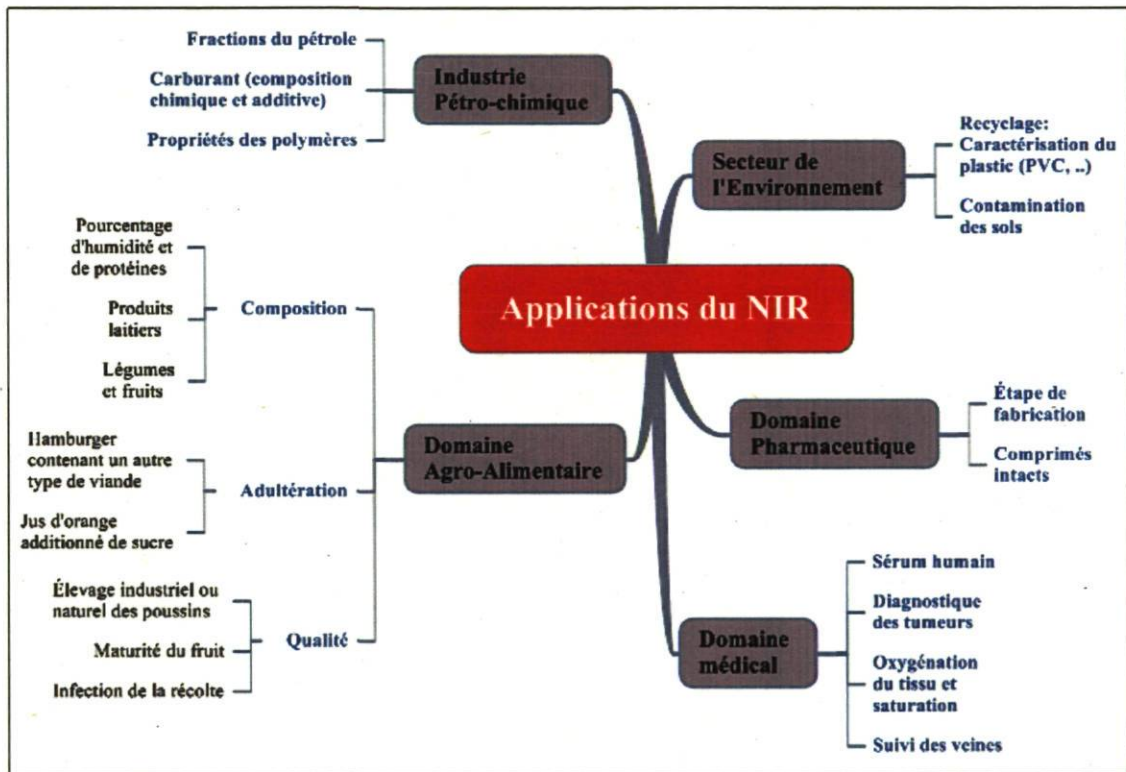 Fractions du pétrole
Carburant (composition
chimique et additive)
Propriétés des polymères
Industrie
Pétro-chimique
Secteur de
l'Environnement
Recyclage:
Caractérisation du
plastic (PVC, ..)
Contamination
des sols
Applications du NIR
Pourcentage
d'humidité et
de protéines
Produits
laitiers
Légumes
et fruits
Composition
Hamburger
contenant un autre
type de viande
Jus d'orange
additionné de sucre
Adultération
Élevage industriel ou
naturel des poussins
Maturité du fruit
Infection de la récolte
Qualité
Domaine
Agro-Alimentaire
Domaine
Pharmaceutique
Étape de
fabrication
Comprimés
intacts
Domaine
médical
Sérum humain
Diagnostique
des tumeurs
Oxygénation
du tissu et
saturation
Suivi des veines